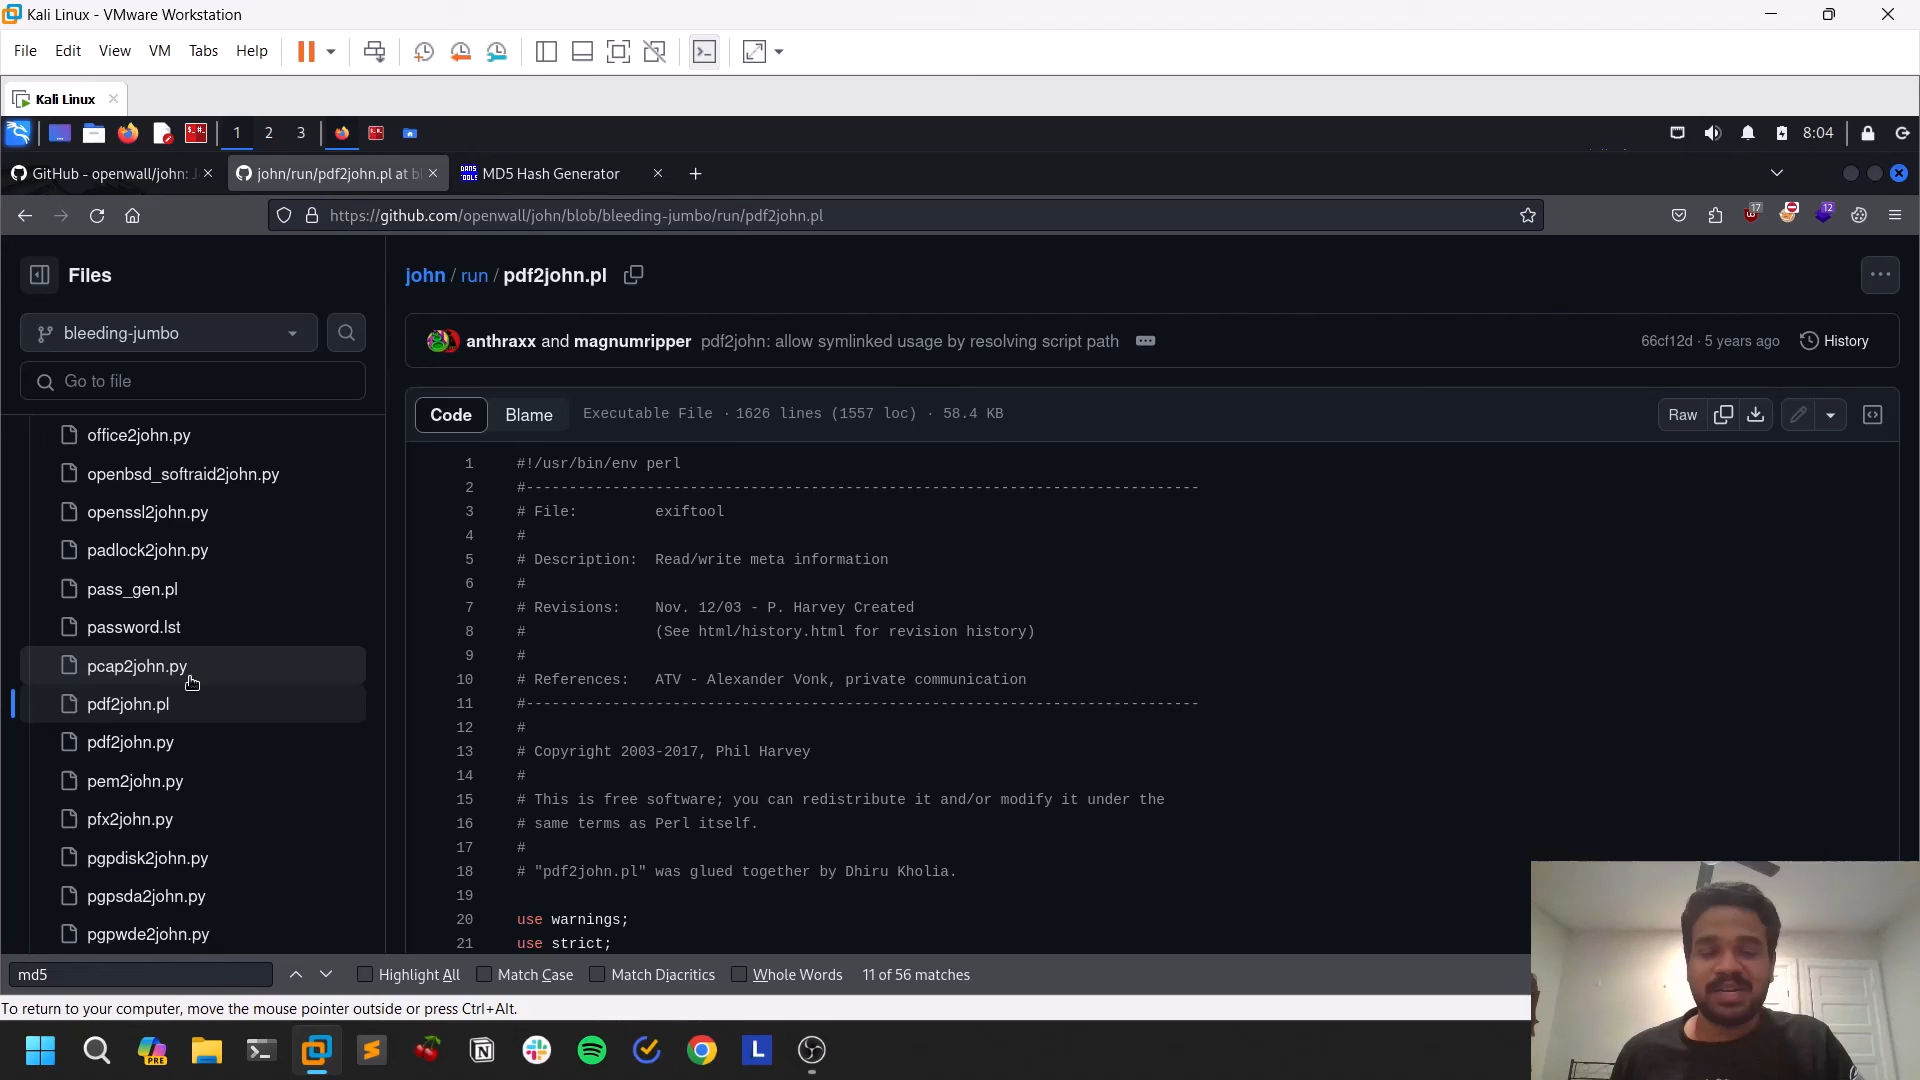 Kali Linux - VMware Workstation
File Edit View VM Tabs Help
Kali Linux
1 2 3
8:04
GitHub - openwall/john: J
john/run/pdf2john.pl at bl
MD5 Hash Generator
https://github.com/openwall/john/blob/bleeding-jumbo/run/pdf2john.pl
17
12
Files
bleeding-jumbo
Go to file
office2john.py
openbsd_softraid2john.py
openssl2john.py
padlock2john.py
pass_gen.pl
password.lst
pcap2john.py
pdf2john.pl
pdf2john.py
pem2john.py
pfx2john.py
pgpdisk2john.py
pgpsda2john.py
pgpwde2john.py
john / run / pdf2john.pl
anthraxx and magnumripper pdf2john: allow symlinked usage by resolving script path
66cf12d · 5 years ago
History
Code Blame Executable File · 1626 lines (1557 loc) · 58.4 KB
Raw
1 #!/usr/bin/env perl
2 #------------------------------------------------------------------------------
3 # File: exiftool
4 #
5 # Description: Read/write meta information
6 #
7 # Revisions: Nov. 12/03 - P. Harvey Created
8 # (See html/history.html for revision history)
9 #
10 # References: ATV - Alexander Vonk, private communication
11 #------------------------------------------------------------------------------
12 #
13 # Copyright 2003-2017, Phil Harvey
14 #
15 # This is free software; you can redistribute it and/or modify it under the
16 # same terms as Perl itself.
17 #
18 # "pdf2john.pl" was glued together by Dhiru Kholia.
19
20 use warnings;
21 use strict;
md5
Highlight All Match Case Match Diacritics Whole Words 11 of 56 matches
To return to your computer, move the mouse pointer outside or press Ctrl+Alt.
PRE
L